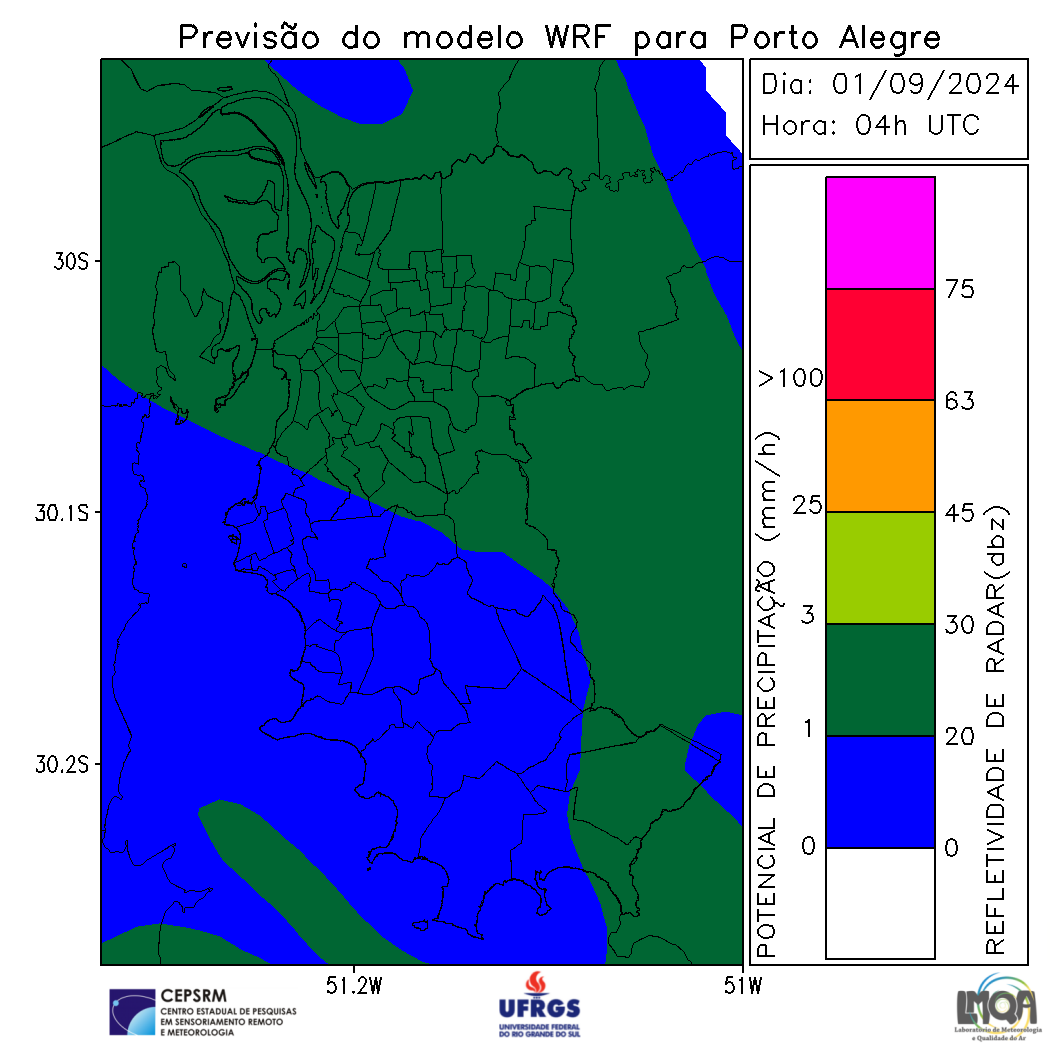 Previsão do modelo WRF para Porto Alegre
Dia: 01/09/2024
Hora: 04h UTC
30S
30.1S
30.2S
51.2W
51W
POTENCIAL DE PRECIPITAÇÃO (mm/h)
>100
25
3
1
0
75
63
45
30
20
0
REFLETIVIDADE DE RADAR(dbz)
CEPSRM
CENTRO ESTADUAL DE PESQUISAS
EM SENSORIAMENTO REMOTO
E METEOROLOGIA
UFRGS
UNIVERSIDADE FEDERAL
DO RIO GRANDE DO SUL
LMQA
Laboratório de Meteorologia
e Qualidade do Ar